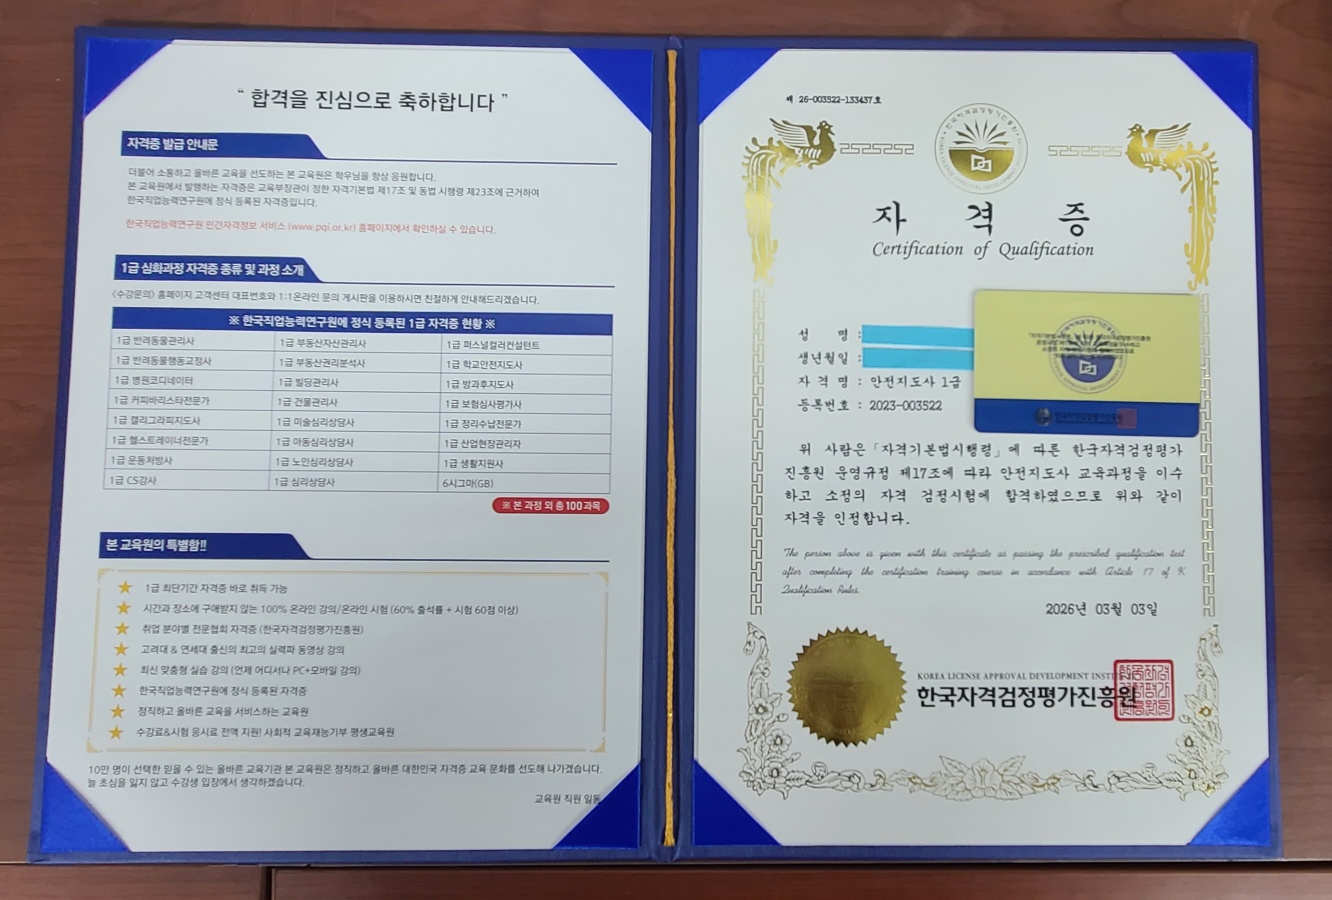 “ 합격을 진심으로 축하합니다 ”
자격증 발급 안내문
더불어 소통하고 올바른 교육을 선도하는 본 교육원은 학우님을 항상 응원합니다.
본 교육원에서 발행하는 자격증은 교육부장관이 정한 자격기본법 제17조 및 동법 시행령 제23조에 근거하여
한국직업능력연구원에 정식 등록된 자격증입니다.
한국직업능력연구원 민간자격정보 서비스 (www.pqi.or.kr) 홈페이지에서 확인하실 수 있습니다.
1급 심화과정 자격증 종류 및 과정 소개
(수강문의) 홈페이지 고객센터 대표번호와 1:1온라인 문의 게시판을 이용하시면 친절하게 안내해드리겠습니다.
※ 한국직업능력연구원에 정식 등록된 1급 자격증 현황 ※
1급 반려동물관리사 1급 부동산자산관리사 1급 퍼스널컬러컨설턴트
1급 반려동물행동교정사 1급 부동산권리분석사 1급 학교안전지도사
1급 병원코디네이터 1급 빌딩관리사 1급 방과후지도사
1급 커피바리스타전문가 1급 건물관리사 1급 보험심사평가사
1급 캘리그라피지도사 1급 미술심리상담사 1급 정리수납전문가
1급 헬스트레이너전문가 1급 아동심리상담사 1급 산업현장관리자
1급 운동처방사 1급 노인심리상담사 1급 생활지원사
1급 CS강사 1급 심리상담사 6시그마(GB)
※ 본 과정 외 총 100과목
본 교육원의 특별함!!
1급 최단기간 자격증 바로 취득 가능
시간과 장소에 구애받지 않는 100% 온라인 강의/온라인 시험 (60% 출석률 + 시험 60점 이상)
취업 분야별 전문협회 자격증 (한국자격검정평가진흥원)
고려대 & 연세대 출신의 최고의 실력파 동영상 강의
최신 맞춤형 실습 강의 (언제 어디서나 PC+모바일 강의)
한국직업능력연구원에 정식 등록된 자격증
정직하고 올바른 교육을 서비스하는 교육원
수강료&시험 응시료 전액 지원! 사회적 교육재능기부 평생교육원
10만 명이 선택한 믿을 수 있는 올바른 교육기관 본 교육원은 정직하고 올바른 대한민국 자격증 교육 문화를 선도해 나가겠습니다.
늘 초심을 잃지 않고 수강생 입장에서 생각하겠습니다.
교육원 직원 일동
제 26-003522-133437호
자 격 증
Certification of Qualification
성 명 :
생년월일 :
자 격 명 : 안전지도사 1급
등록번호 : 2023-003522
한국자격검정평가진흥원
위 사람은 「자격기본법시행령」에 따른 한국자격검정평가
진흥원 운영규정 제17조에 따라 안전지도사 교육과정을 이수
하고 소정의 자격 검정시험에 합격하였으므로 위와 같이
자격을 인정합니다.
The person above is given with this certificate as passing the prescribed qualification test
after completing the certification training course in accordance with Article 17 of K
Qualification Rules.
2026년 03월 03일
KOREA LICENSE APPROVAL DEVELOPMENT INSTIT
한국자격검정평가진흥원